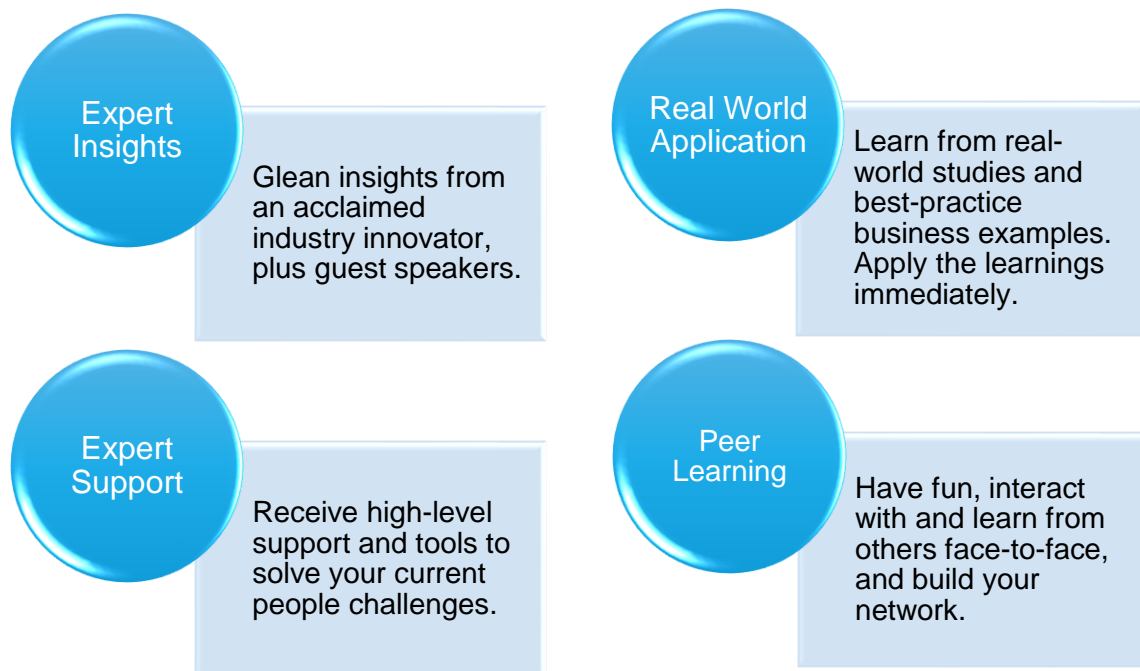 Expert
Insights
Glean insights from
an acclaimed
industry innovator,
plus guest speakers.
Real World
Application
Learn from real-
world studies and
best-practice
business examples.
Apply the learnings
immediately.
Expert
Support
Receive high-level
support and tools to
solve your current
people challenges.
Peer
Learning
Have fun, interact
with and learn from
others face-to-face,
and build your
network.